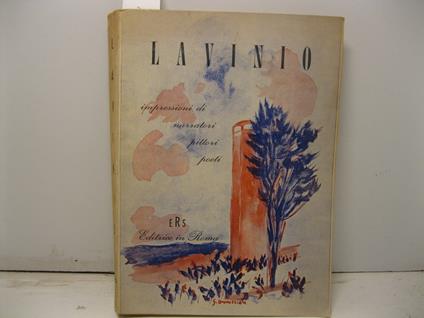 LAVINIO
impressioni di
narratori
pittori
poeti
ERS
Editrice in Roma